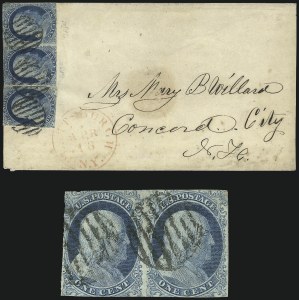 Mrs Mary B Willard
Concord. City
N. H.
U.S. POSTAGE U.S. POSTAGE
ONE CENT ONE CENT